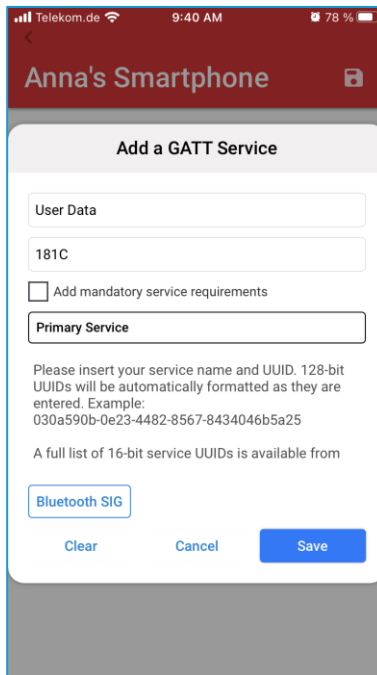 Telekom.de 9:40 AM 78 %
Anna's Smartphone
Add a GATT Service
User Data
181C
Add mandatory service requirements
Primary Service
Please insert your service name and UUID. 128-bit
UUIDs will be automatically formatted as they are
entered. Example:
030a590b-0e23-4482-8567-8434046b5a25
A full list of 16-bit service UUIDs is available from
Bluetooth SIG
Clear Cancel Save